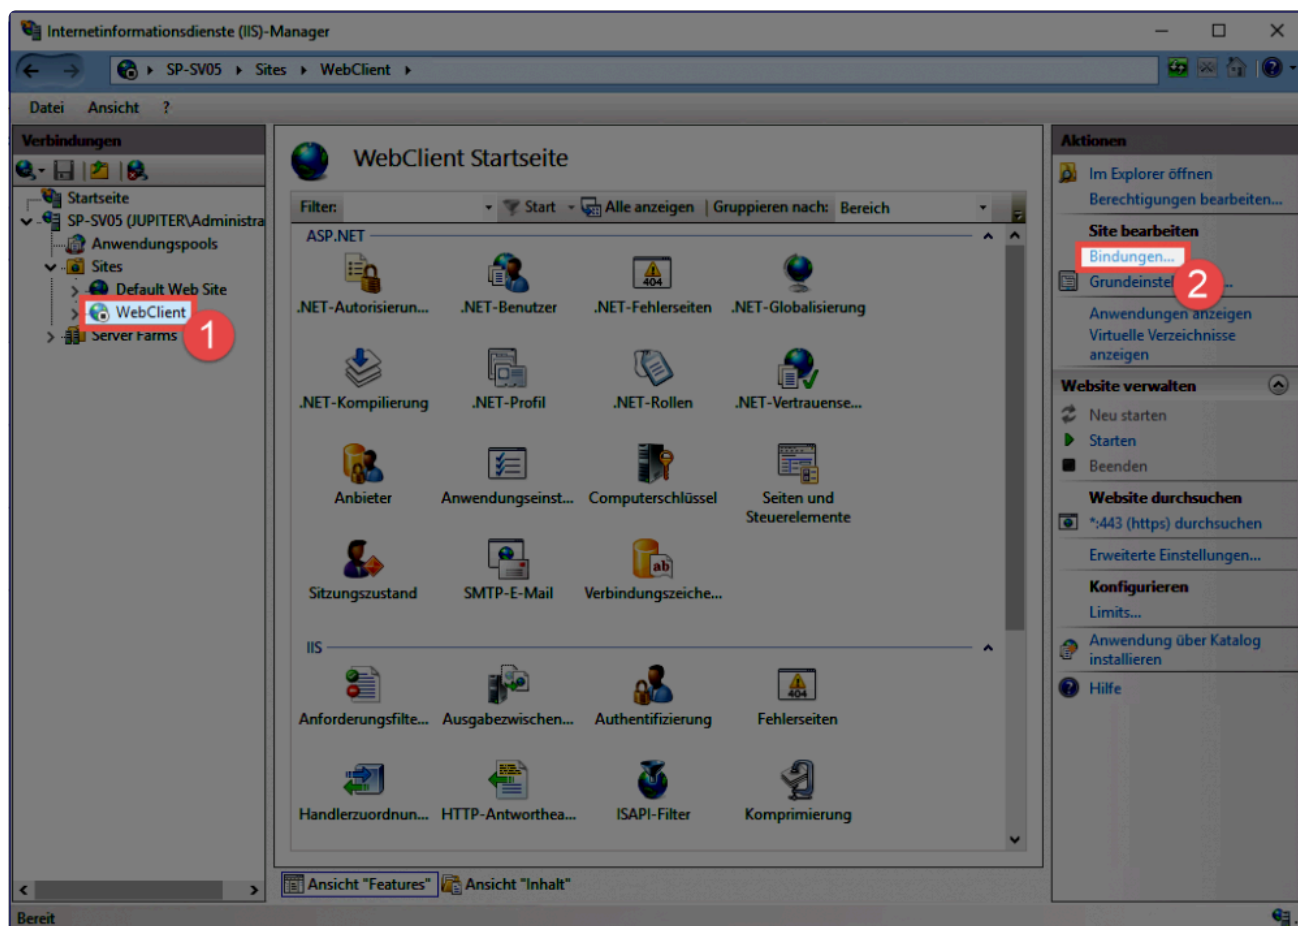 Internetinformationsdienste (IIS)-Manager
SP-SV05 Sites WebClient
Datei Ansicht ?
Verbindungen
Startseite
SP-SV05 (JUPITER\Administra
Anwendungspools
Sites
Default Web Site
WebClient
1
Server Farms
WebClient Startseite
Filter: Start Alle anzeigen Gruppieren nach: Bereich
ASP.NET
.NET-Autorisierun... .NET-Benutzer .NET-Fehlerseiten .NET-Globalisierung
.NET-Kompilierung .NET-Profil .NET-Rollen .NET-Vertrauense...
Anbieter Anwendungseinst... Computerschlüssel Seiten und
Steuerelemente
Sitzungszustand SMTP-E-Mail Verbindungszeiche...
IIS
Anforderungsfilte... Ausgabezwischen... Authentifizierung Fehlerseiten
Handlerzuordnun... HTTP-Antworthea... ISAPI-Filter Komprimierung
Ansicht "Features" Ansicht "Inhalt"
Aktionen
Im Explorer öffnen
Berechtigungen bearbeiten...
Site bearbeiten
Bindungen...
2
Anwendungen anzeigen
Virtuelle Verzeichnisse
anzeigen
Website verwalten
Neu starten
Starten
Beenden
Website durchsuchen
*:443 (https) durchsuchen
Erweiterte Einstellungen...
Konfigurieren
Limits...
Anwendung über Katalog
installieren
Hilfe
Bereit